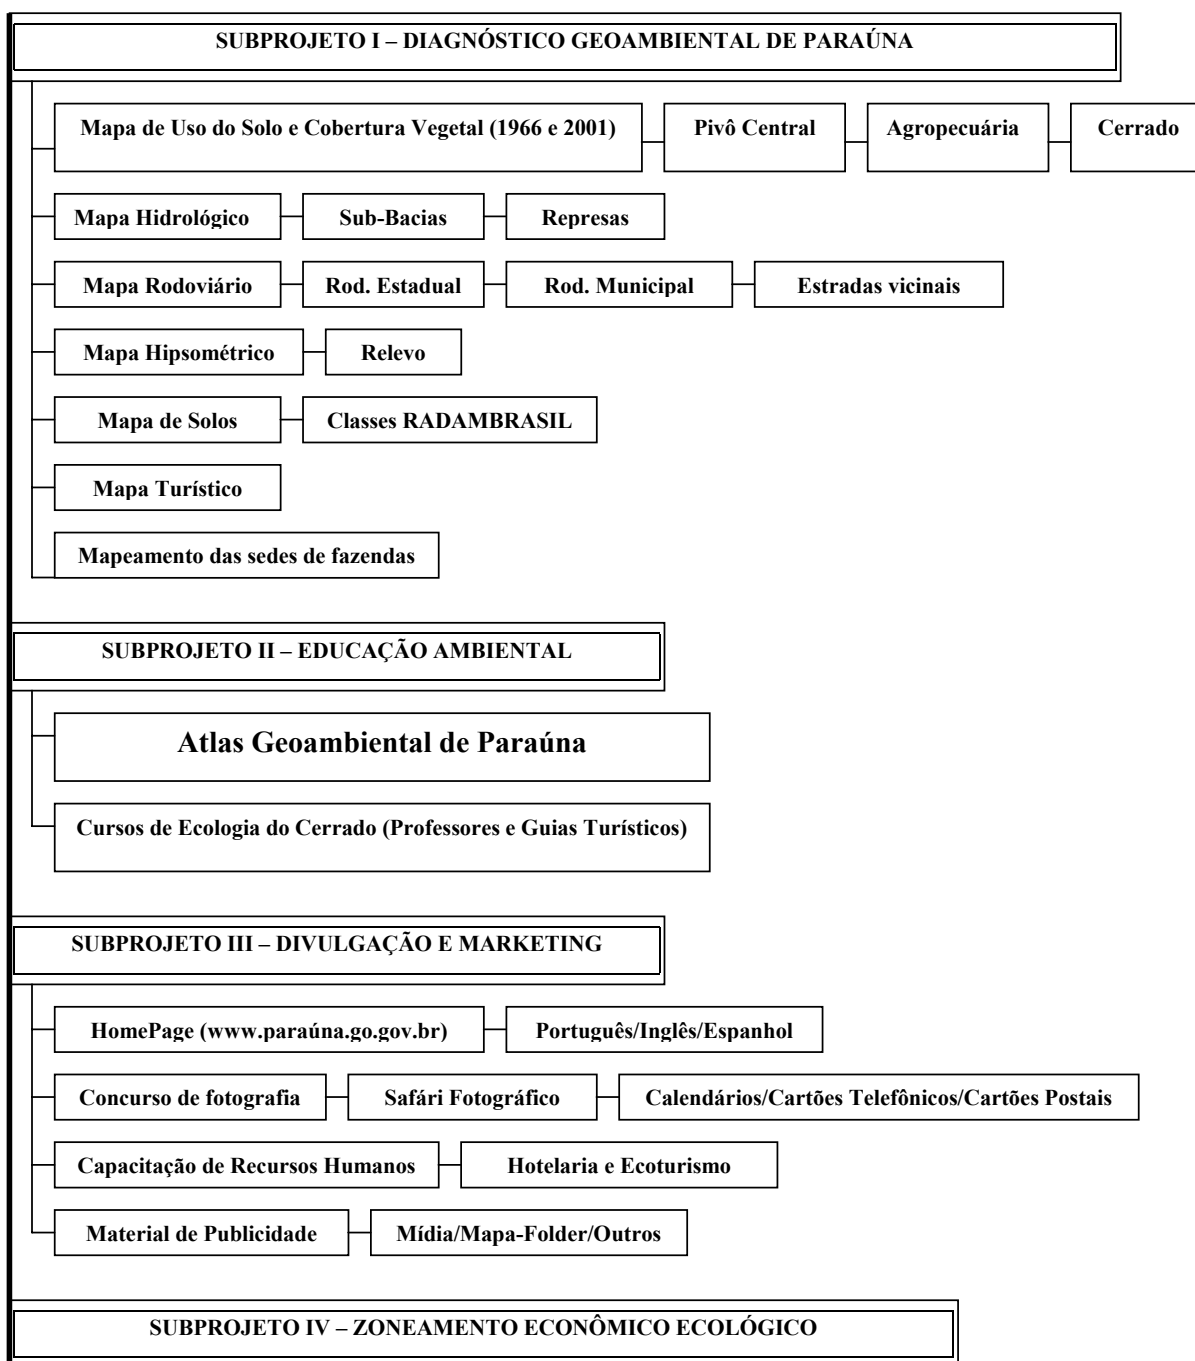 SUBPROJETO I – DIAGNÓSTICO GEOAMBIENTAL DE PARAÚNA
Mapa de Uso do Solo e Cobertura Vegetal (1966 e 2001)
Pivô Central
Agropecuária
Cerrado
Mapa Hidrológico
Sub-Bacias
Represas
Mapa Rodoviário
Rod. Estadual
Rod. Municipal
Estradas vicinais
Mapa Hipsométrico
Relevo
Mapa de Solos
Classes RADAMBRASIL
Mapa Turístico
Mapeamento das sedes de fazendas
SUBPROJETO II – EDUCAÇÃO AMBIENTAL
Atlas Geoambiental de Paraúna
Cursos de Ecologia do Cerrado (Professores e Guias Turísticos)
SUBPROJETO III – DIVULGAÇÃO E MARKETING
HomePage (www.paraúna.go.gov.br)
Português/Inglês/Espanhol
Concurso de fotografia
Safári Fotográfico
Calendários/Cartões Telefônicos/Cartões Postais
Capacitação de Recursos Humanos
Hotelaria e Ecoturismo
Material de Publicidade
Mídia/Mapa-Folder/Outros
SUBPROJETO IV – ZONEAMENTO ECONÔMICO ECOLÓGICO